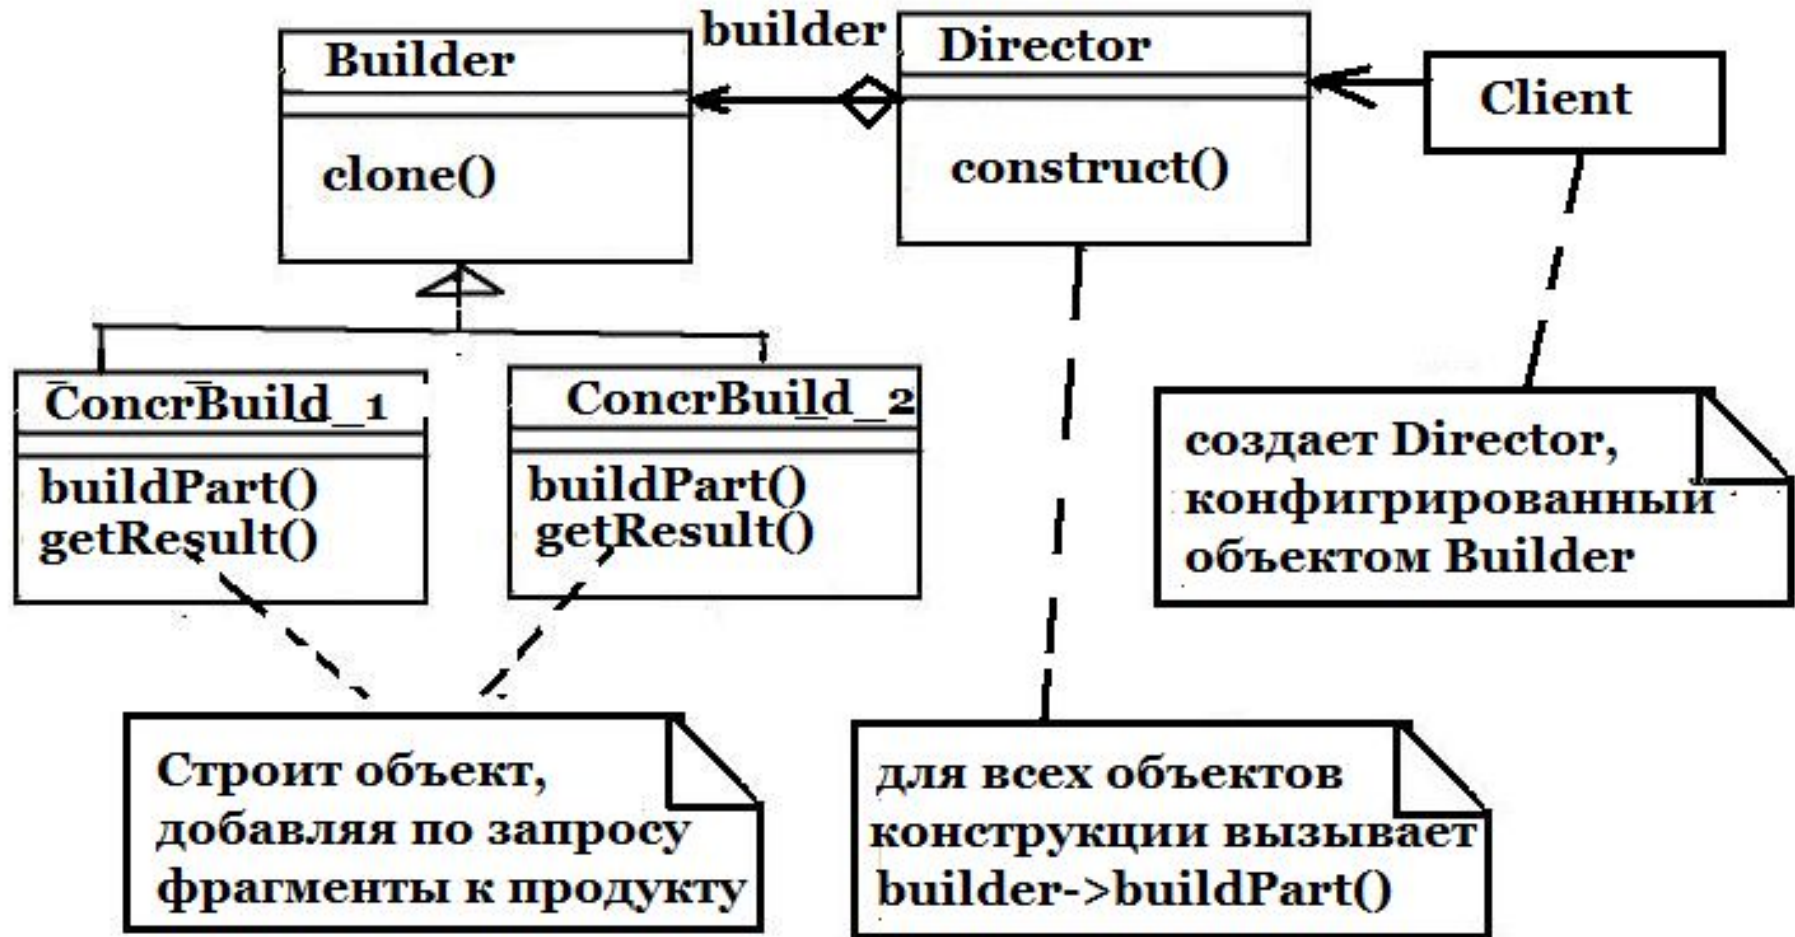 Builder
clone()
builder
Director
construct()
Client
ConcrBuild_1
buildPart()
getResult()
ConcrBuild_2
buildPart()
getResult()
создает Director,
конфигрированный
объектом Builder
Строит объект,
добавляя по запросу
фрагменты к продукту
для всех объектов
конструкции вызывает
builder->buildPart()